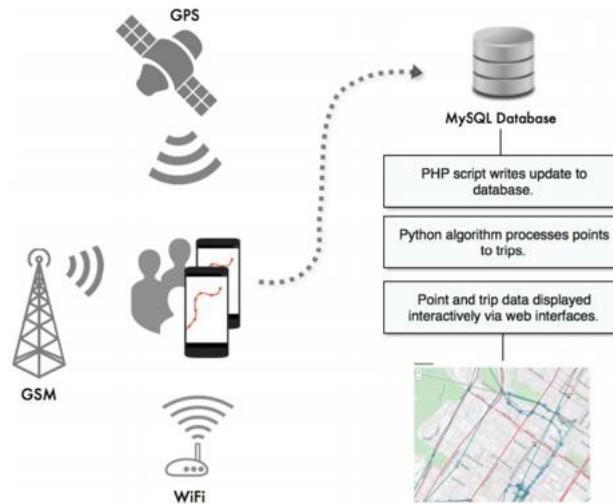 GPS
MySQL Database
PHP script writes update to
database.
Python algorithm processes points
to trips.
Point and trip data displayed
interactively via web interfaces.
GSM
WiFi